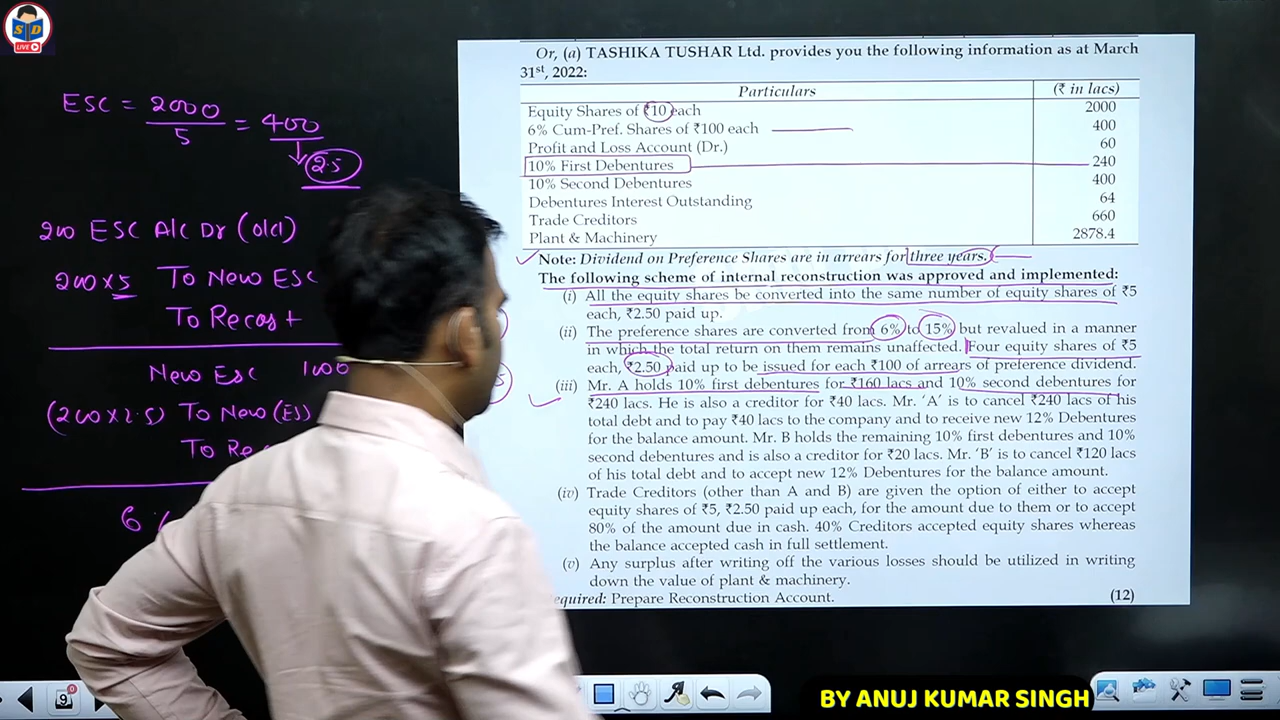 S D
LIVE
ESC = 2000
5
= 400
2.5
200 ESC A/c Dr (old)
200 × 5 To New ESC
To Recost
New Esc 1000
(200 × 2.5) To New (ES)
To Re
6 %
Or, (a) TASHIKA TUSHAR Ltd. provides you the following information as at March
31st, 2022:
Particulars (₹ in lacs)
Equity Shares of ₹10 each 2000
6% Cum-Pref. Shares of ₹100 each 400
Profit and Loss Account (Dr.) 60
10% First Debentures 240
10% Second Debentures 400
Debentures Interest Outstanding 64
Trade Creditors 660
Plant & Machinery 2878.4
Note: Dividend on Preference Shares are in arrears for three years.
The following scheme of internal reconstruction was approved and implemented:
(i) All the equity shares be converted into the same number of equity shares of ₹5
each, ₹2.50 paid up.
(ii) The preference shares are converted from 6% to 15% but revalued in a manner
in which the total return on them remains unaffected. Four equity shares of ₹5
each, ₹2.50 paid up to be issued for each ₹100 of arrears of preference dividend.
(iii) Mr. A holds 10% first debentures for ₹160 lacs and 10% second debentures for
₹240 lacs. He is also a creditor for ₹40 lacs. Mr. 'A' is to cancel ₹240 lacs of his
total debt and to pay ₹40 lacs to the company and to receive new 12% Debentures
for the balance amount. Mr. B holds the remaining 10% first debentures and 10%
second debentures and is also a creditor for ₹20 lacs. Mr. 'B' is to cancel ₹120 lacs
of his total debt and to accept new 12% Debentures for the balance amount.
(iv) Trade Creditors (other than A and B) are given the option of either to accept
equity shares of ₹5, ₹2.50 paid up each, for the amount due to them or to accept
80% of the amount due in cash. 40% Creditors accepted equity shares whereas
the balance accepted cash in full settlement.
(v) Any surplus after writing off the various losses should be utilized in writing
down the value of plant & machinery.
equired: Prepare Reconstruction Account. (12)
9
0
BY ANUJ KUMAR SINGH